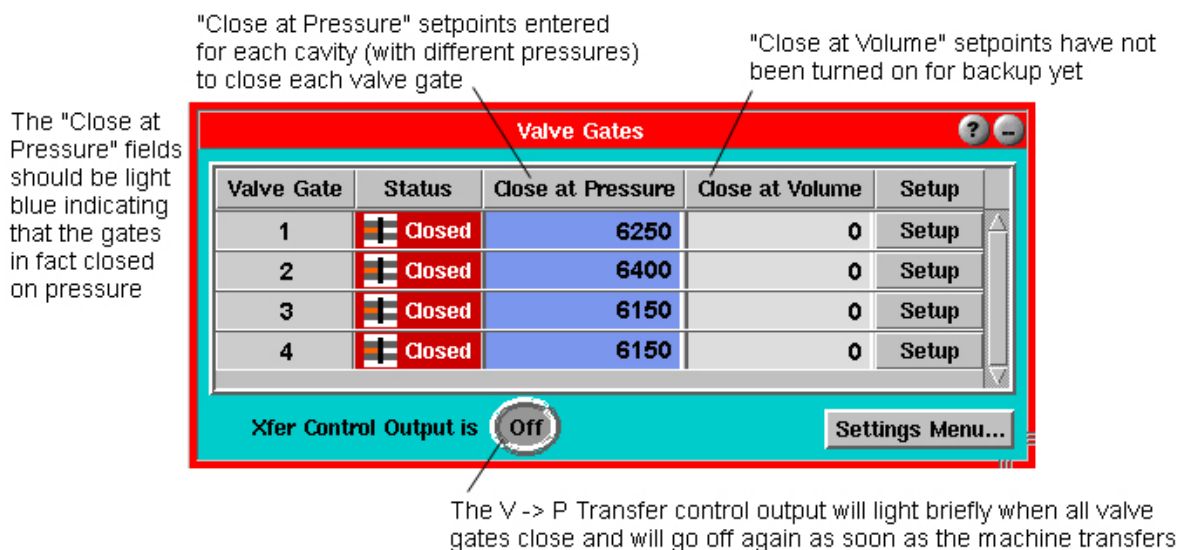 "Close at Pressure" setpoints entered
for each cavity (with different pressures)
to close each valve gate
"Close at Volume" setpoints have not
been turned on for backup yet
The "Close at
Pressure" fields
should be light
blue indicating
that the gates
in fact closed
on pressure
Valve Gates ? -
Valve Gate Status Close at Pressure Close at Volume Setup
1 Closed 6250 0 Setup
2 Closed 6400 0 Setup
3 Closed 6150 0 Setup
4 Closed 6150 0 Setup
Xfer Control Output is Off Settings Menu...
The V -> P Transfer control output will light briefly when all valve
gates close and will go off again as soon as the machine transfers